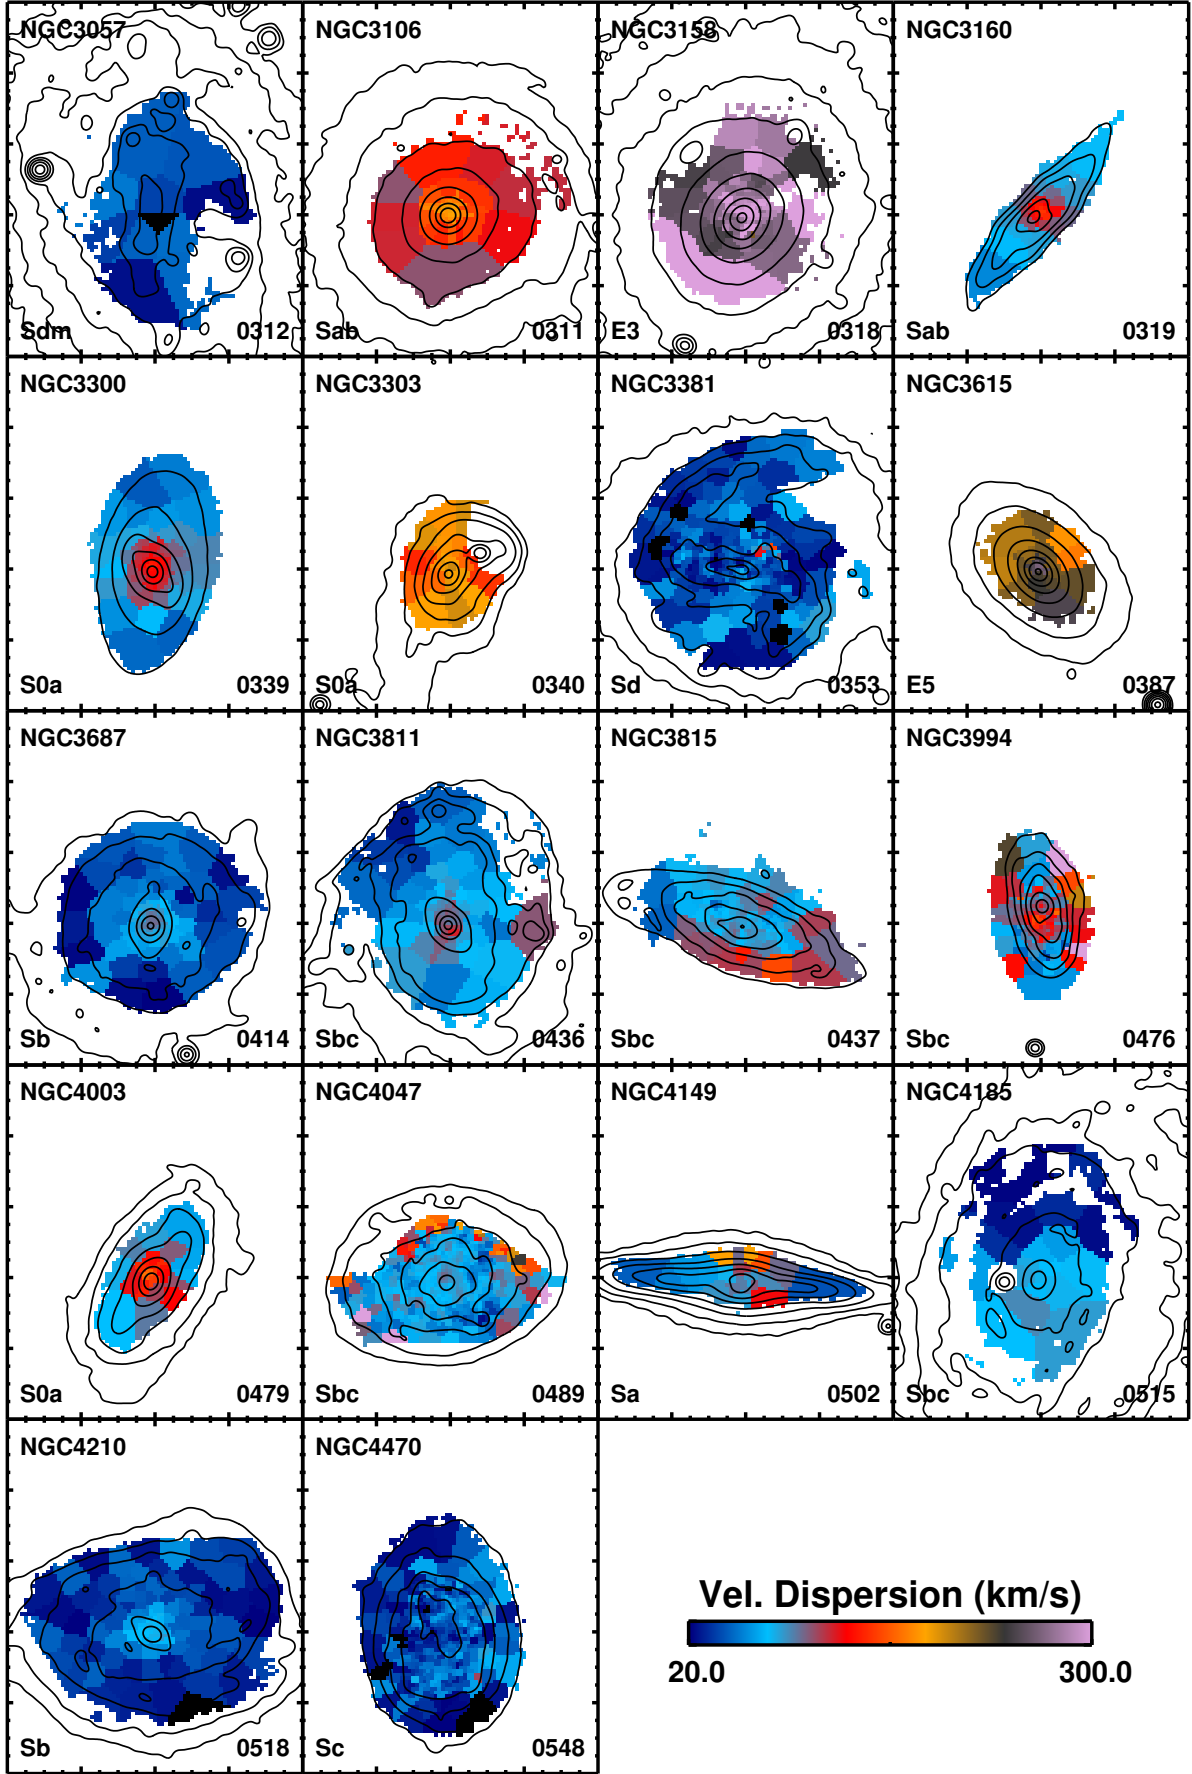 NGC3057
NGC3106
NGC3158
NGC3160
Sdm 0312
Sab 0311
E3 0318
Sab 0319
NGC3300
NGC3303
NGC3381
NGC3615
S0a 0339
S0a 0340
Sd 0353
E5 0387
NGC3687
NGC3811
NGC3815
NGC3994
Sb 0414
Sbc 0436
Sbc 0437
Sbc 0476
NGC4003
NGC4047
NGC4149
NGC4185
S0a 0479
Sbc 0489
Sa 0502
Sbc 0515
NGC4210
NGC4470
Sb 0518
Sc 0548
Vel. Dispersion (km/s)
20.0 300.0